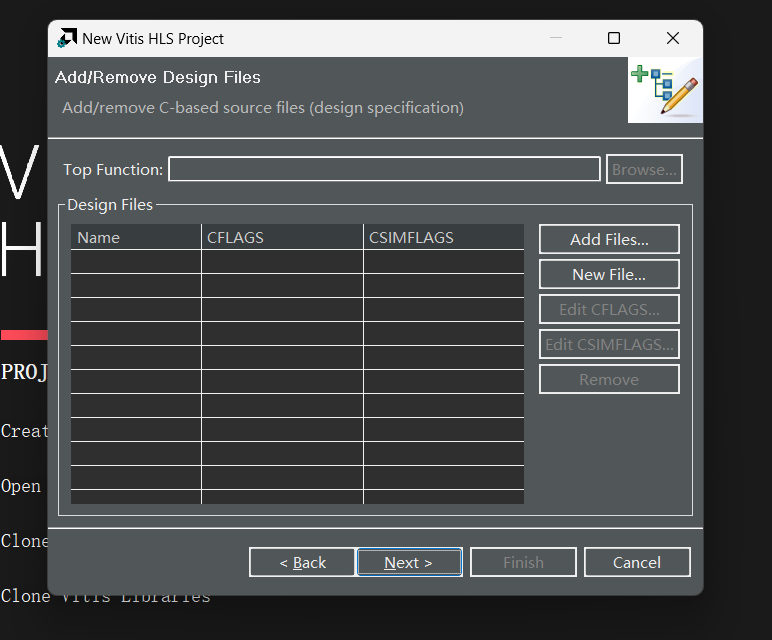 New Vitis HLS Project
Add/Remove Design Files
Add/remove C-based source files (design specification)
V
H
Top Function: Browse...
Design Files
Name CFLAGS CSIMFLAGS
Add Files...
New File...
Edit CFLAGS...
Edit CSIMFLAGS...
Remove
PROJ
Creat
Open
Clone
< Back Next > Finish Cancel
Clone Vitis Libraries